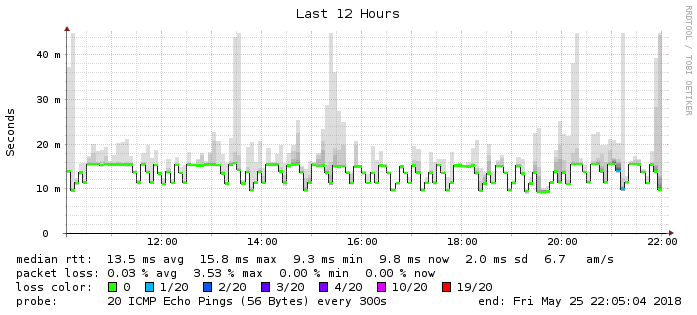 Last 12 Hours
RRDTOOL / TOBI OETIKER
Seconds
40 m
30 m
20 m
10 m
0
12:00 14:00 16:00 18:00 20:00 22:00
median rtt: 13.5 ms avg 15.8 ms max 9.3 ms min 9.8 ms now 2.0 ms sd 6.7 am/s
packet loss: 0.03 % avg 3.53 % max 0.00 % min 0.00 % now
loss color: 0 1/20 2/20 3/20 4/20 10/20 19/20
probe: 20 ICMP Echo Pings (56 Bytes) every 300s end: Fri May 25 22:05:04 2018